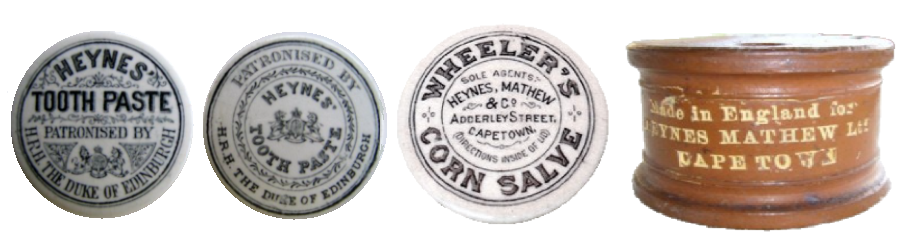 HEYNES'
TOOTH PASTE
PATRONISED BY
H.R.H. THE DUKE OF EDINBURGH
PATRONISED BY
HEYNES'
TOOTH PASTE
H.R.H. THE DUKE OF EDINBURGH
WHEELER'S
SOLE AGENTS:-
HEYNES, MATHEW
& Co
ADDERLEY STREET,
CAPETOWN.
(DIRECTIONS INSIDE OF LID)
CORN SALVE
Made in England for
HEYNES MATHEW Ltd
CAPE TOWN